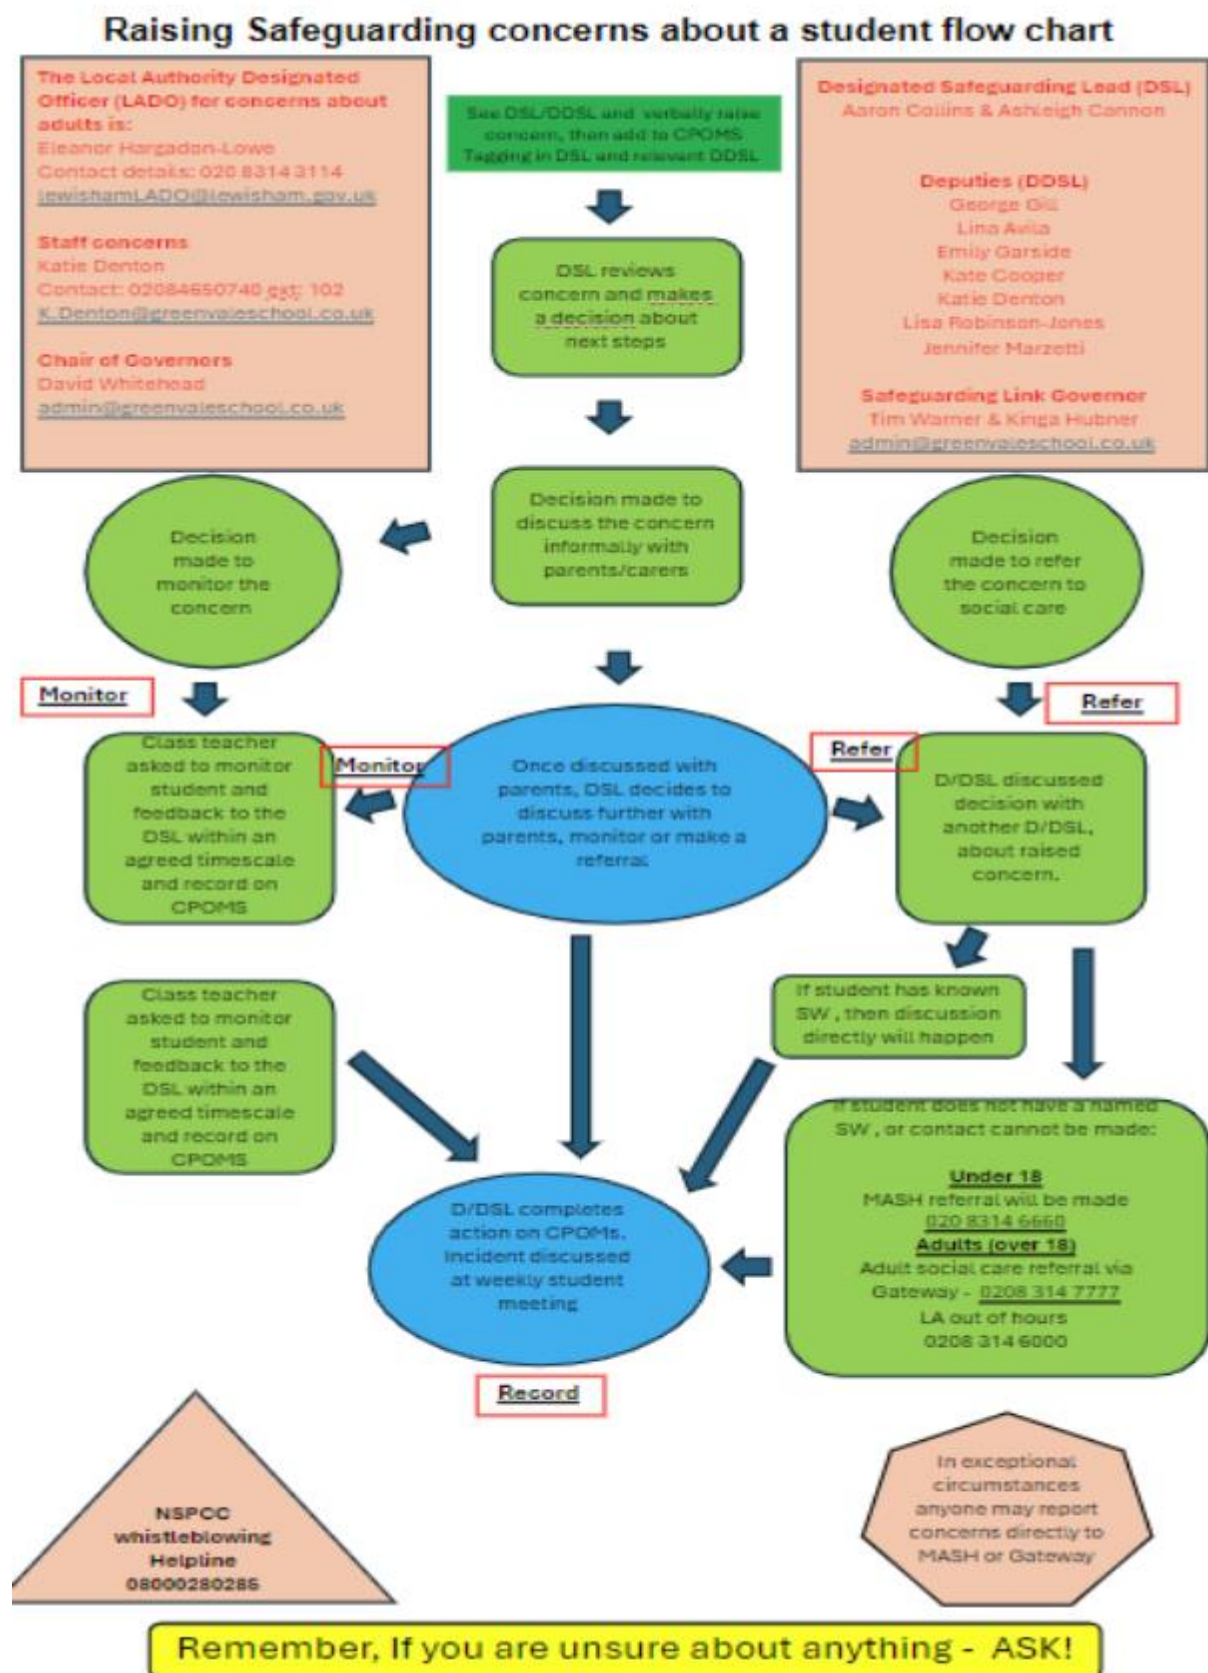 Raising Safeguarding concerns about a student flow chart
The Local Authority Designated
Officer (LADO) for concerns about
adults is:
Eleanor Hargadon-Lowe
Contact details: 020 8314 3114
lewishamLADO@lewisham.gov.uk
Staff concerns
Katie Denton
Contact: 02084650740 ext: 102
K.Denton@greenvaleschool.co.uk
Chair of Governors
David Whitehead
admin@greenvaleschool.co.uk
See DSL/DDSL and verbally raise
concern, then add to CPOMS
Tagging in DSL and relevant DDSL
Designated Safeguarding Lead (DSL)
Aaron Collins & Ashleigh Cannon
Deputies (DDSL)
George Gill
Lina Avila
Emily Garside
Kate Cooper
Katie Denton
Lisa Robinson-Jones
Jennifer Marzetti
Safeguarding Link Governor
Tim Warner & Kinga Hubner
admin@greenvaleschool.co.uk
DSL reviews
concern and makes
a decision about
next steps
Decision made to
discuss the concern
informally with
parents/carers
Decision
made to
monitor the
concern
Decision
made to refer
the concern to
social care
Monitor
Refer
Class teacher
asked to monitor
student and
feedback to the
DSL within an
agreed timescale
and record on
CPOMS
Monitor
Once discussed with
parents, DSL decides to
discuss further with
parents, monitor or make a
referral
Refer
D/DSL discussed
decision with
another D/DSL,
about raised
concern.
Class teacher
asked to monitor
student and
feedback to the
DSL within an
agreed timescale
and record on
CPOMS
If student has known
SW , then discussion
directly will happen
If student does not have a named
SW , or contact cannot be made:
Under 18
MASH referral will be made
020 8314 6660
Adults (over 18)
Adult social care referral via
Gateway - 0208 314 7777
LA out of hours
0208 314 6000
D/DSL completes
action on CPOMs.
Incident discussed
at weekly student
meeting
Record
NSPCC
whistleblowing
Helpline
08000280285
In exceptional
circumstances
anyone may report
concerns directly to
MASH or Gateway
Remember, If you are unsure about anything - ASK!